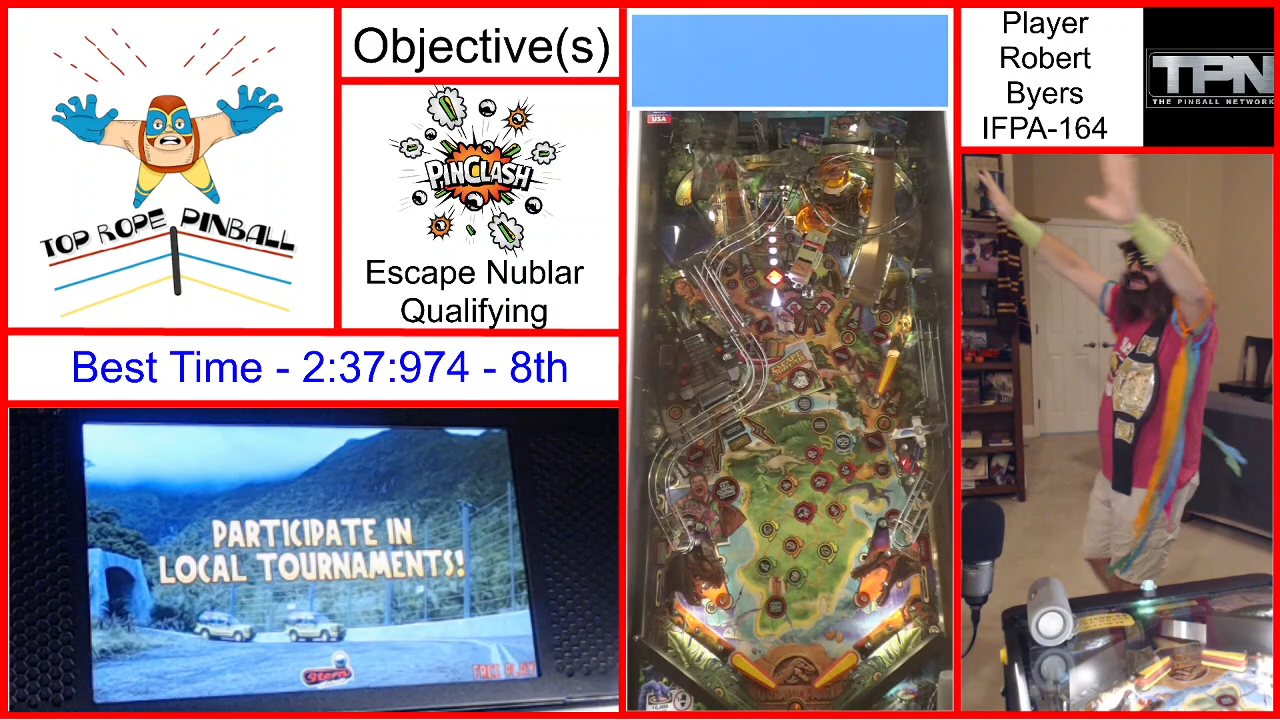 TOP ROPE PINBALL
Objective(s)
PINCLASH
Escape Nublar
Qualifying
Best Time - 2:37:974 - 8th
PARTICIPATE IN
LOCAL TOURNAMENTS!
Stern
FREE PLAY
USA
Player
Robert
Byers
IFPA-164
TPN
THE PINBALL NETWORK